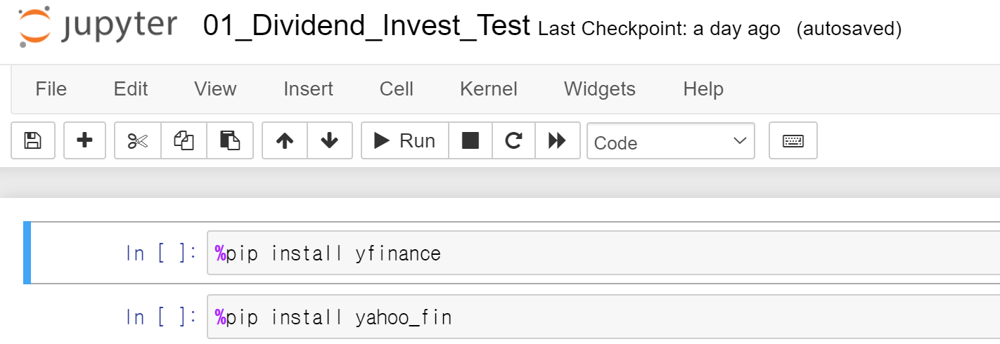 jupyter 01_Dividend_Invest_Test Last Checkpoint: a day ago (autosaved)
File Edit View Insert Cell Kernel Widgets Help
Run Code
In [ ]: %pip install yfinance
In [ ]: %pip install yahoo_fin